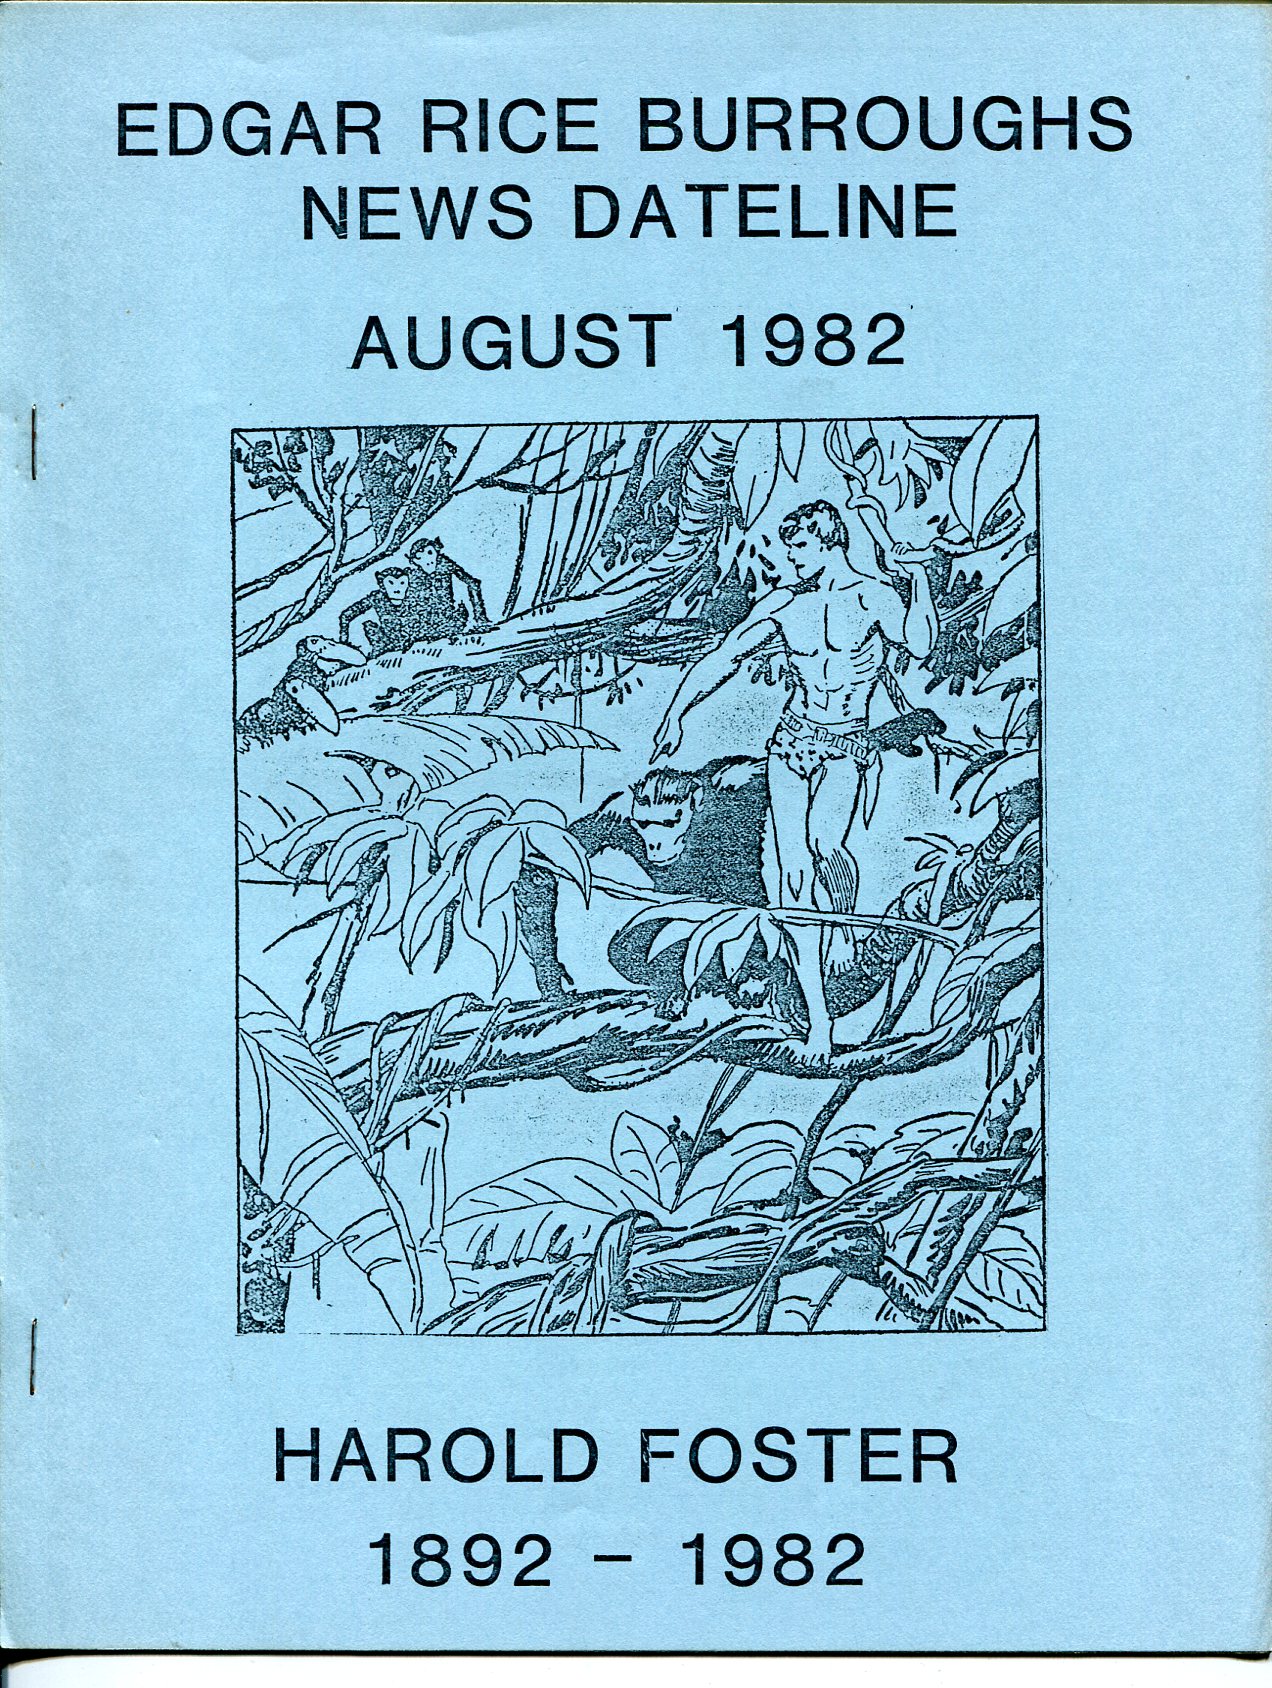 EDGAR RICE BURROUGHS
NEWS DATELINE
AUGUST 1982
HAROLD FOSTER
1892 - 1982